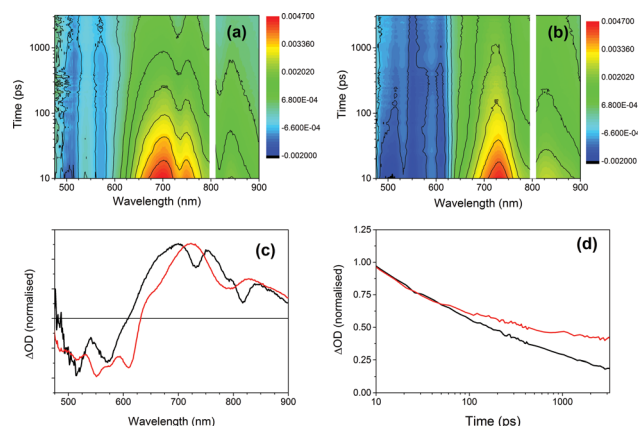 (a)
Time (ps)
1000
100
10
500 600 700 800 900
Wavelength (nm)
0.004700
0.003360
0.002020
6.800E-04
-6.600E-04
-0.002000
(b)
Time (ps)
1000
100
10
500 600 700 800 900
Wavelength (nm)
0.004700
0.003380
0.002020
6.800E-04
-6.600E-04
-0.002000
(c)
ΔOD (normalised)
500 600 700 800 900
Wavelength (nm)
(d)
ΔOD (normalised)
1.25
1.00
0.75
0.50
0.25
0.00
10 100 1000
Time (ps)